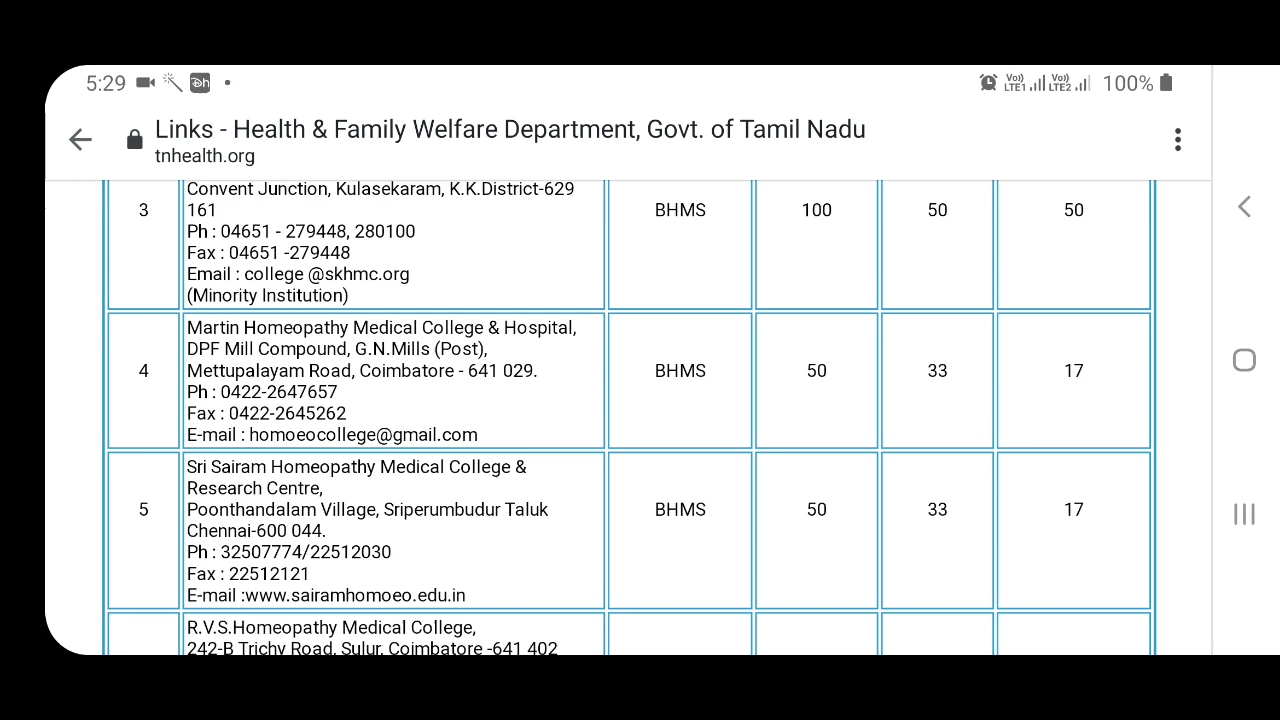 5:29
Vo)) LTE1 Vo)) LTE2 100%
Links - Health & Family Welfare Department, Govt. of Tamil Nadu
tnhealth.org
3
Convent Junction, Kulasekaram, K.K.District-629
161
Ph : 04651 - 279448, 280100
Fax : 04651 -279448
Email : college @skhmc.org
(Minority Institution)
BHMS
100
50
50
4
Martin Homeopathy Medical College & Hospital,
DPF Mill Compound, G.N.Mills (Post),
Mettupalayam Road, Coimbatore - 641 029.
Ph : 0422-2647657
Fax : 0422-2645262
E-mail : homoeocollege@gmail.com
BHMS
50
33
17
5
Sri Sairam Homeopathy Medical College &
Research Centre,
Poonthandalam Village, Sriperumbudur Taluk
Chennai-600 044.
Ph : 32507774/22512030
Fax : 22512121
E-mail :www.sairamhomoeo.edu.in
BHMS
50
33
17
R.V.S.Homeopathy Medical College,
242-B Trichy Road, Sulur, Coimbatore -641 402